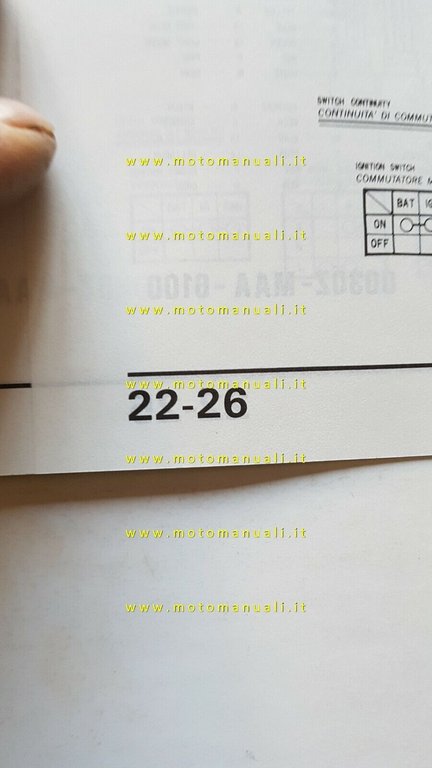 SWITCH CONTINUITY
CONTINUITA' DI COMMUT
www.motomanuali.it
IGNITION SWITCH
COMMUTATORE M
BAT IG
ON
OFF
www.motomanuali.it
www.motomanuali.it
www.motomanuali.it
22-26
www.motomanuali.it
www.motomanuali.it
www.motomanuali.it